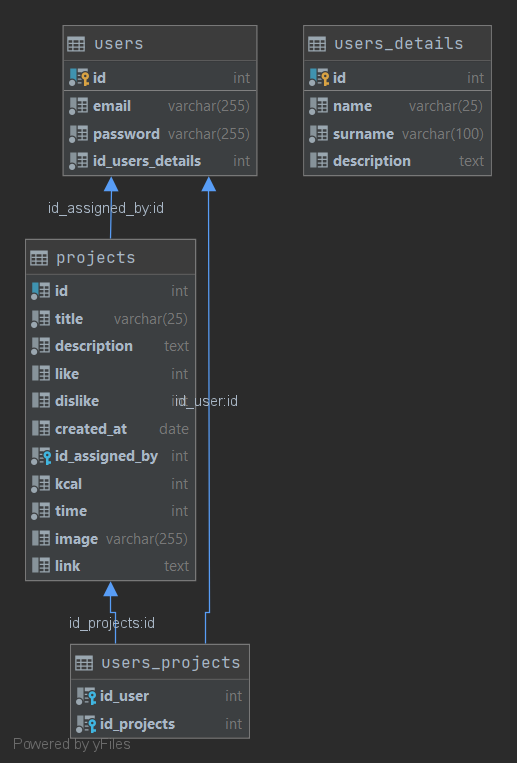 users
id int
email varchar(255)
password varchar(255)
id_users_details int
users_details
id int
name varchar(25)
surname varchar(100)
description text
id_assigned_by:id
projects
id int
title varchar(25)
description text
like int
dislike int
id_user:id
created_at date
id_assigned_by int
kcal int
time int
image varchar(255)
link text
id_projects:id
users_projects
id_user int
id_projects int
Powered by yFiles